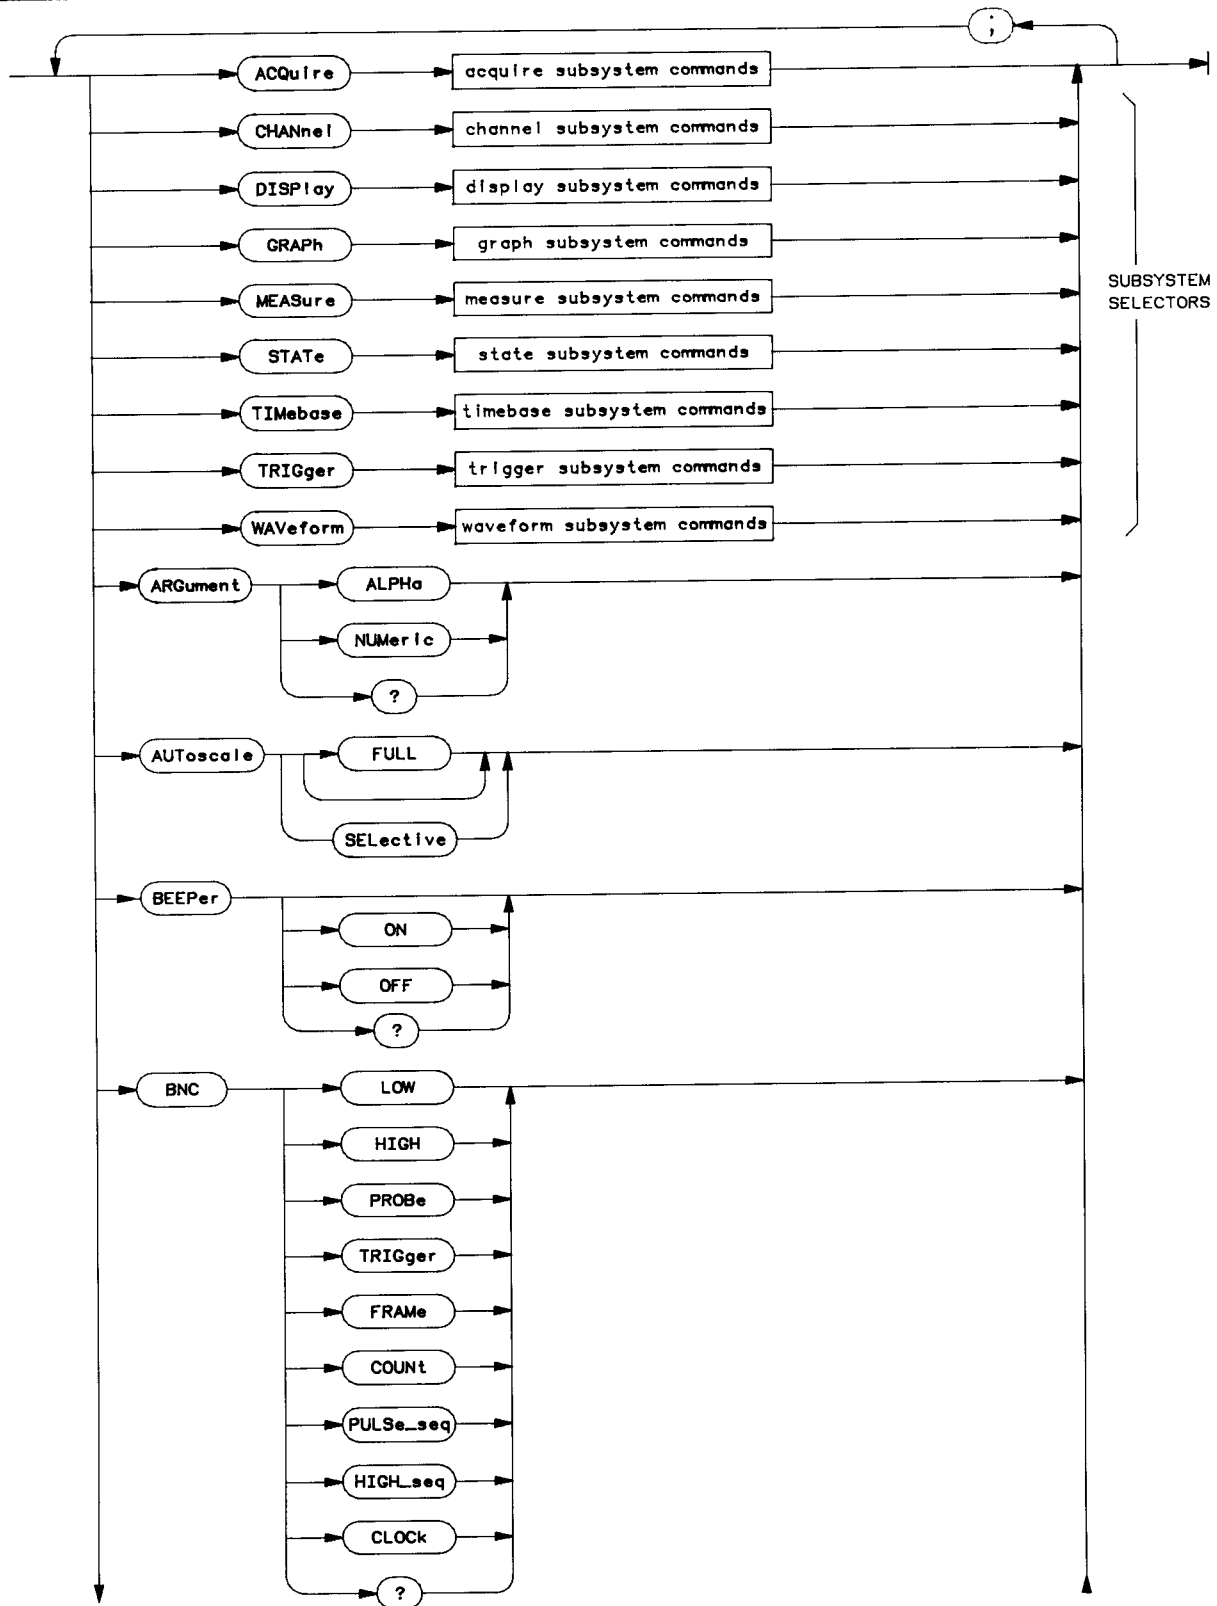 ;
ACQuire acquire subsystem commands
CHANnel channel subsystem commands
DISPlay display subsystem commands
GRAPh graph subsystem commands
MEASure measure subsystem commands
SUBSYSTEM
SELECTORS
STATe state subsystem commands
TIMebase timebase subsystem commands
TRIGger trigger subsystem commands
WAVeform waveform subsystem commands
ARGument ALPHa
NUMeric
?
AUToscale FULL
SELective
BEEPer
ON
OFF
?
BNC LOW
HIGH
PROBe
TRIGger
FRAMe
COUNt
PULSe_seq
HIGH_seq
CLOCk
?